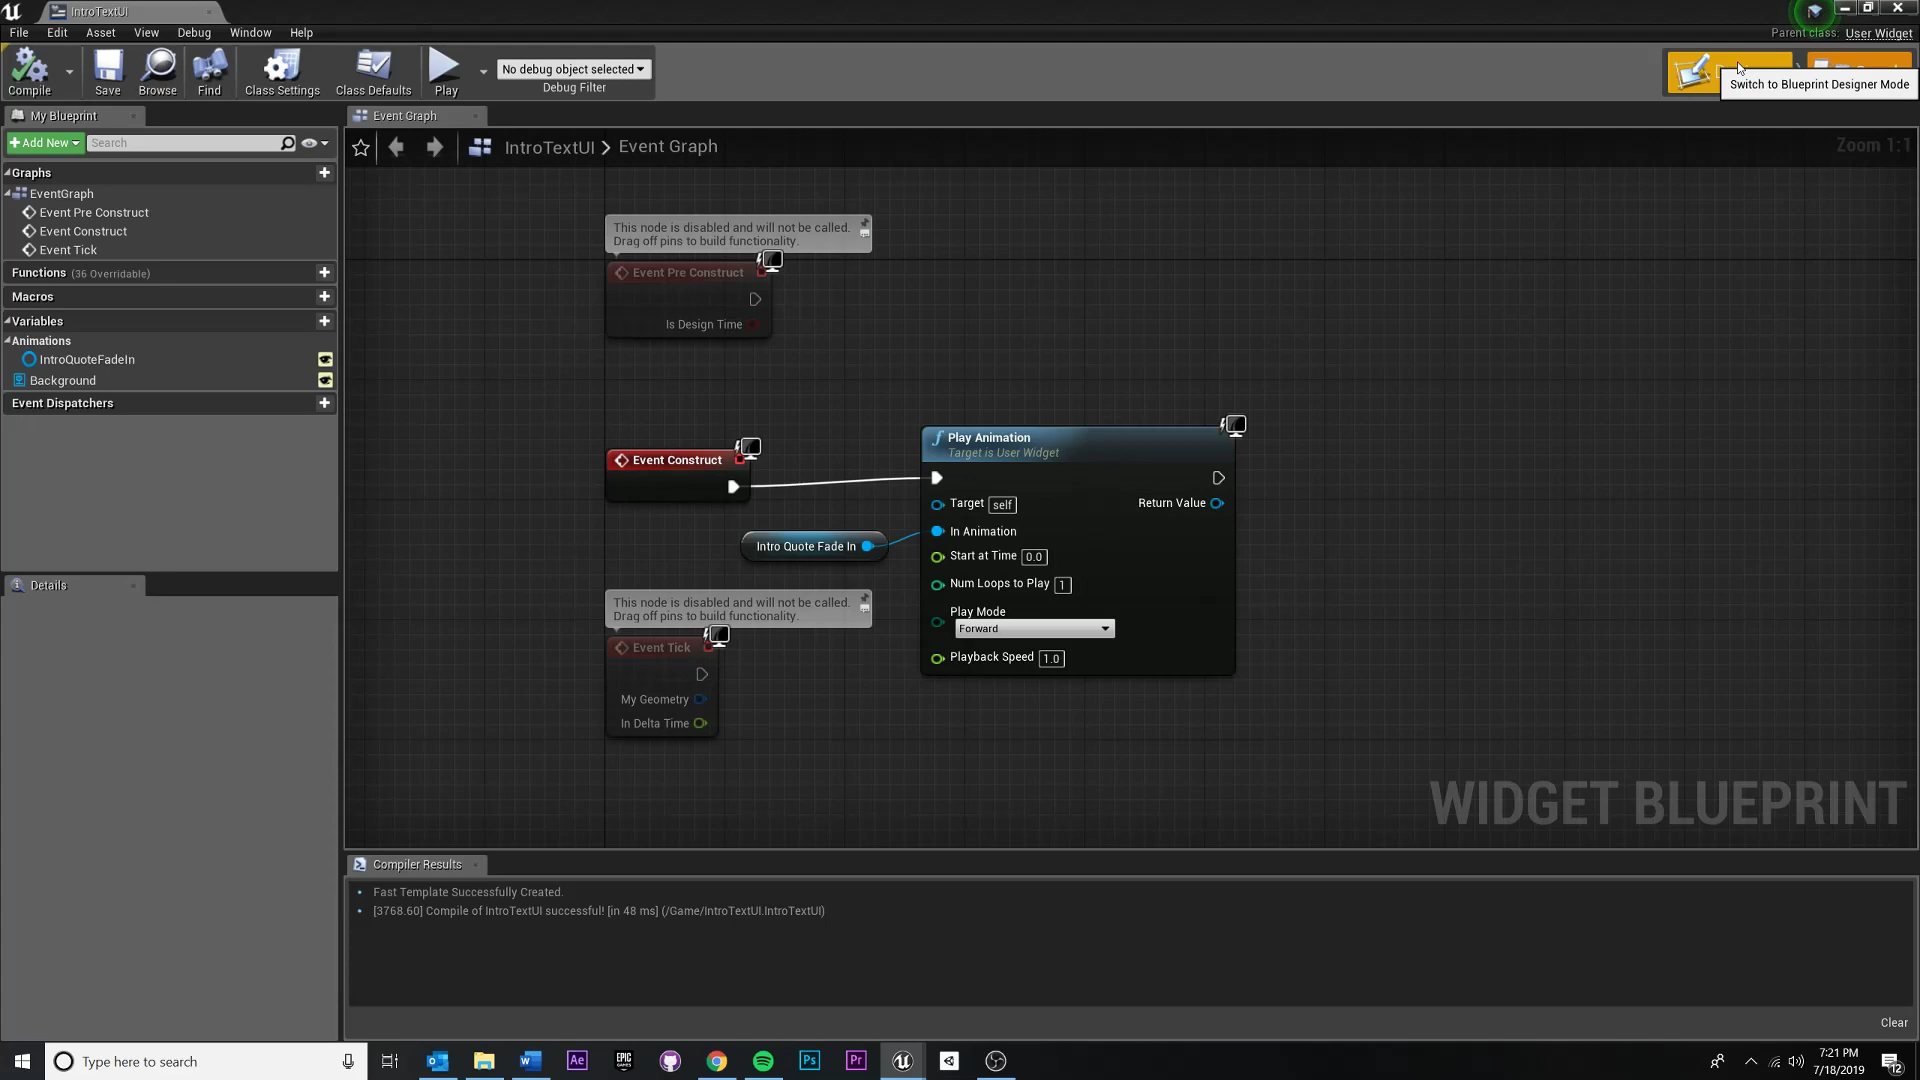 IntroTextUI
File Edit Asset View Debug Window Help
Parent class: User Widget
Compile
Save
Browse
Find
Class Settings
Class Defaults
Play
No debug object selected
Debug Filter
Switch to Blueprint Designer Mode
My Blueprint
Add New
Search
Graphs
EventGraph
Event Pre Construct
Event Construct
Event Tick
Functions (36 Overridable)
Macros
Variables
Animations
IntroQuoteFadeIn
Background
Event Dispatchers
Details
Event Graph
IntroTextUI > Event Graph
Zoom 1:1
This node is disabled and will not be called.
Drag off pins to build functionality.
Event Pre Construct
Is Design Time
Event Construct
Intro Quote Fade In
This node is disabled and will not be called.
Drag off pins to build functionality.
Event Tick
My Geometry
In Delta Time
Play Animation
Target is User Widget
Target self
Return Value
In Animation
Start at Time 0.0
Num Loops to Play 1
Play Mode
Forward
Playback Speed 1.0
WIDGET BLUEPRINT
Compiler Results
Fast Template Successfully Created.
[3768.60] Compile of IntroTextUI successful! [in 48 ms] (/Game/IntroTextUI.IntroTextUI)
Clear
Type here to search
Ae
EPIC GAMES
Ps
Pr
7:21 PM
7/18/2019
12